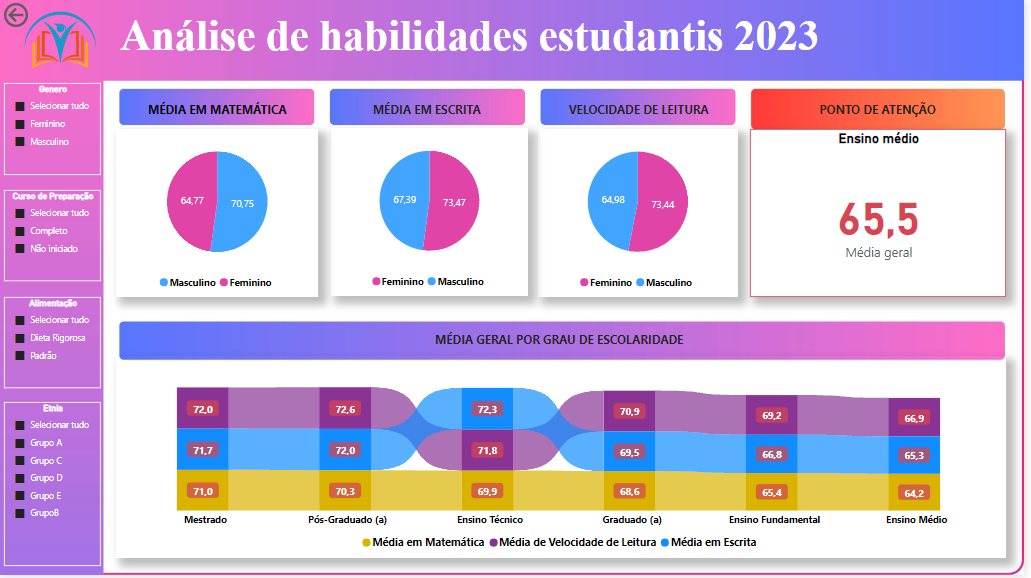 Análise de habilidades estudantis 2023
Genero
Selecionar tudo
Feminino
Masculino
Curso de Preparação
Selecionar tudo
Completo
Não iniciado
Alimentação
Selecionar tudo
Dieta Rigorosa
Padrão
Etnia
Selecionar tudo
Grupo A
Grupo C
Grupo D
Grupo E
GrupoB
MÉDIA EM MATEMÁTICA
64,77 70,75
Masculino Feminino
MÉDIA EM ESCRITA
67,39 73,47
Feminino Masculino
VELOCIDADE DE LEITURA
64,98 73,44
Feminino Masculino
PONTO DE ATENÇÃO
Ensino médio
65,5
Média geral
MÉDIA GERAL POR GRAU DE ESCOLARIDADE
72,0 72,6 72,3 70,9 69,2 66,9
71,7 72,0 71,8 69,5 66,8 65,3
71,0 70,3 69,9 68,6 65,4 64,2
Mestrado Pós-Graduado (a) Ensino Técnico Graduado (a) Ensino Fundamental Ensino Médio
Média em Matemática Média de Velocidade de Leitura Média em Escrita